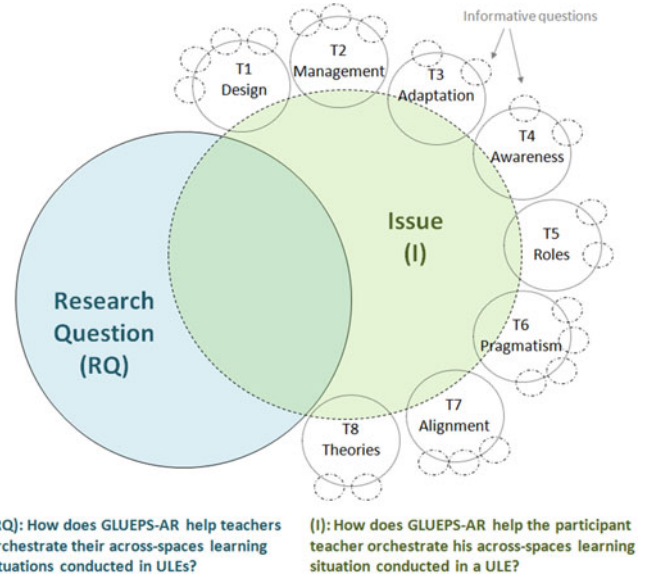 Informative questions
T1
Design
T2
Management
T3
Adaptation
T4
Awareness
T5
Roles
T6
Pragmatism
T7
Alignment
T8
Theories
Issue
(I)
Research
Question
(RQ)
RQ): How does GLUEPS-AR help teachers
rchestrate their across-spaces learning
ituations conducted in ULEs?
(I): How does GLUEPS-AR help the participant
teacher orchestrate his across-spaces learning
situation conducted in a ULE?